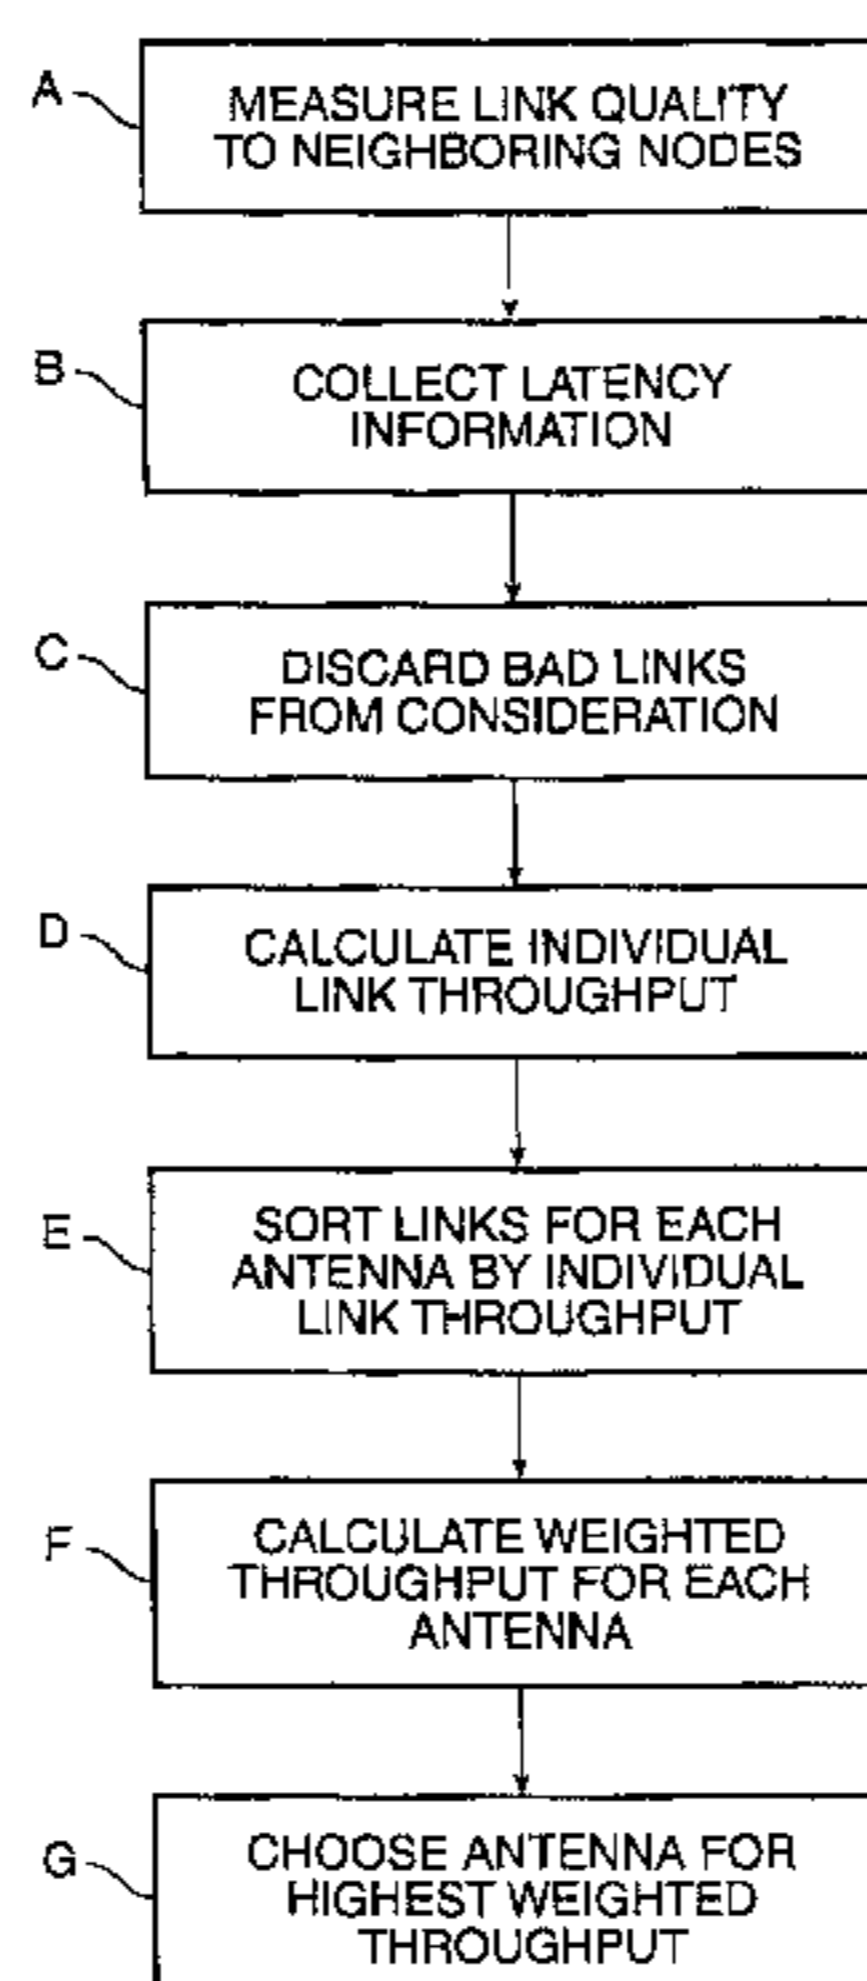 A
MEASURE LINK QUALITY
TO NEIGHBORING NODES
B
COLLECT LATENCY
INFORMATION
C
DISCARD BAD LINKS
FROM CONSIDERATION
D
CALCULATE INDIVIDUAL
LINK THROUGHPUT
E
SORT LINKS FOR EACH
ANTENNA BY INDIVIDUAL
LINK THROUGHPUT
F
CALCULATE WEIGHTED
THROUGHPUT FOR EACH
ANTENNA
G
CHOOSE ANTENNA FOR
HIGHEST WEIGHTED
THROUGHPUT